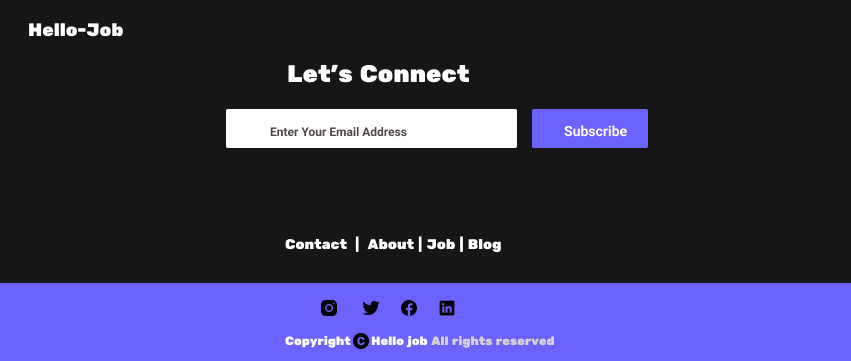 Hello-Job
Let’s Connect
Enter Your Email Address
Subscribe
Contact | About | Job | Blog
Copyright © Hello job All rights reserved